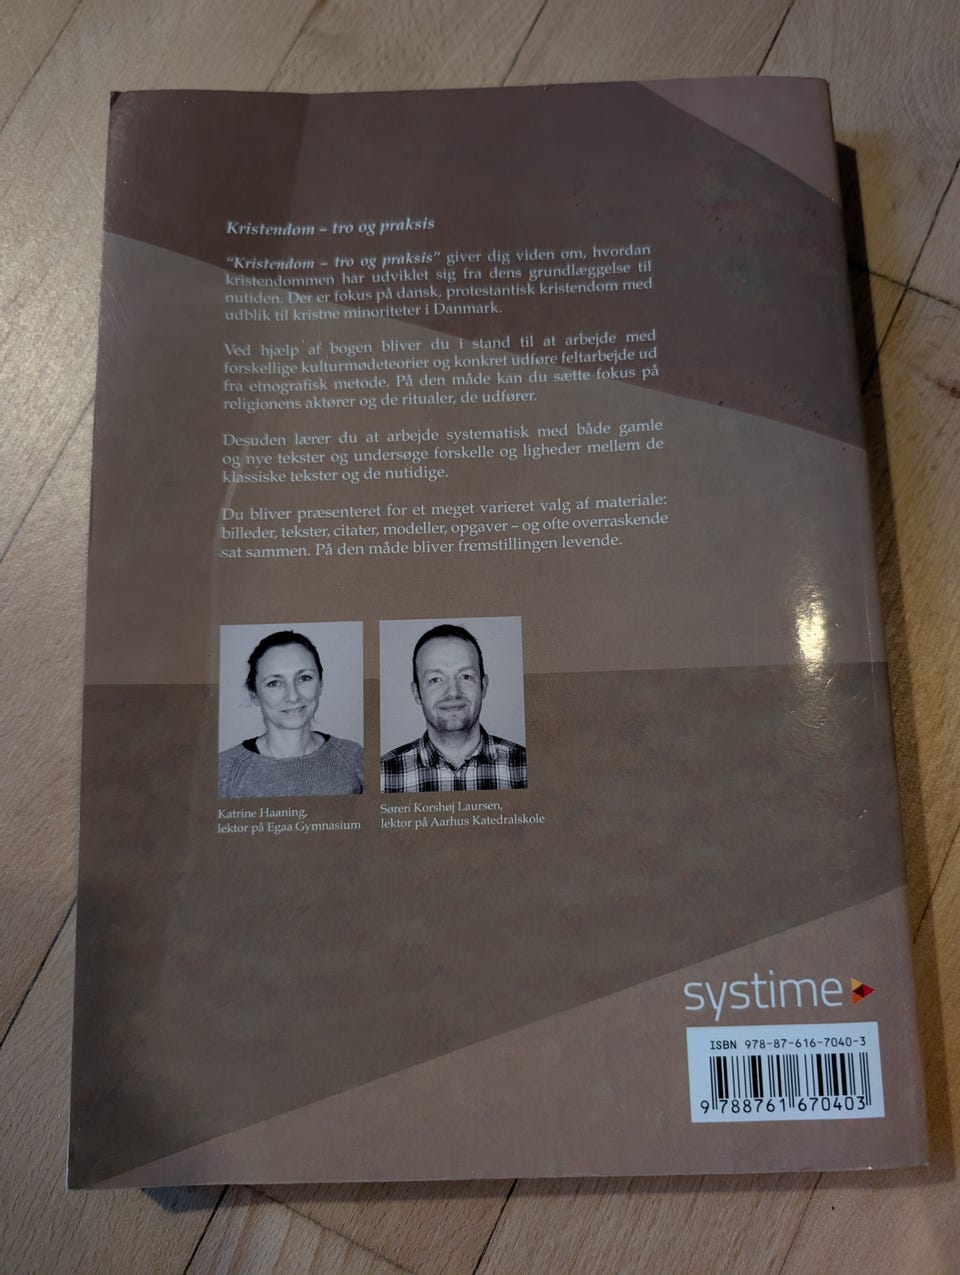 Kristendom – tro og praksis
"Kristendom – tro og praksis" giver dig viden om, hvordan
kristendommen har udviklet sig fra dens grundlæggelse til
nutiden. Der er fokus på dansk, protestantisk kristendom med
udblik til kristne minoriteter i Danmark.
Ved hjælp af bogen bliver du i stand til at arbejde med
forskellige kulturmødeteorier og konkret udføre feltarbejde ud
fra etnografisk metode. På den måde kan du sætte fokus på
religionens aktører og de ritualer, de udfører.
Desuden lærer du at arbejde systematisk med både gamle
og nye tekster og undersøge forskelle og ligheder mellem de
klassiske tekster og de nutidige.
Du bliver præsenteret for et meget varieret valg af materiale:
billeder, tekster, citater, modeller, opgaver – og ofte overraskende
sat sammen. På den måde bliver fremstillingen levende.
Katrine Haaning,
lektor på Egaa Gymnasium
Søren Korshøj Laursen,
lektor på Aarhus Katedralskole
systime
ISBN 978-87-616-7040-3
9 788761 670403